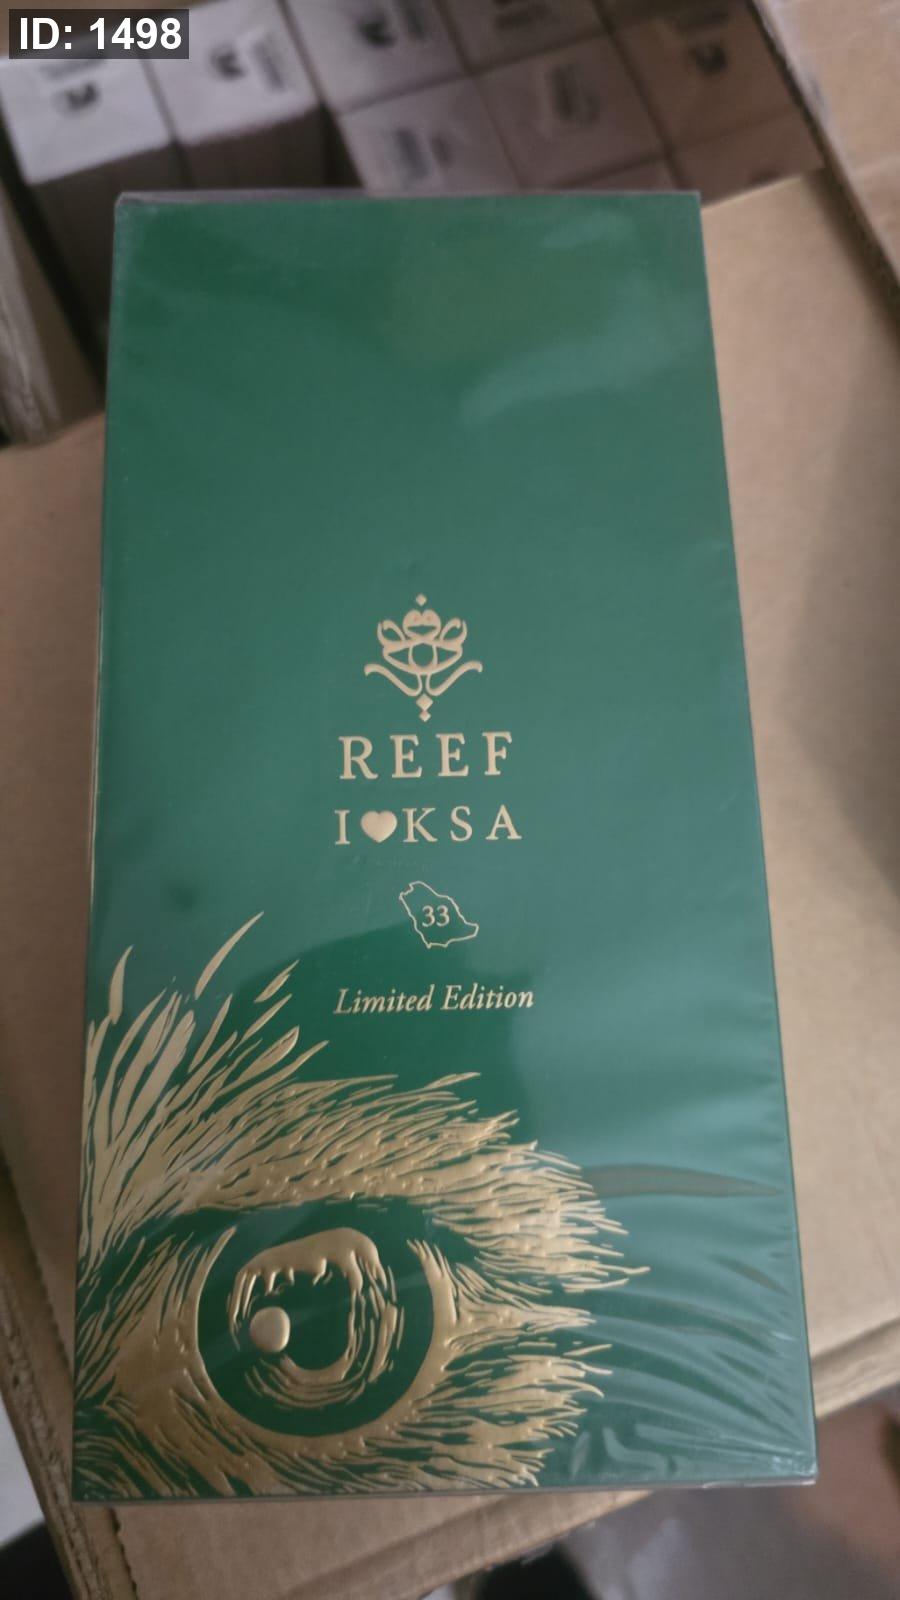 ID: 1498
REEF
I♥KSA
33
Limited Edition